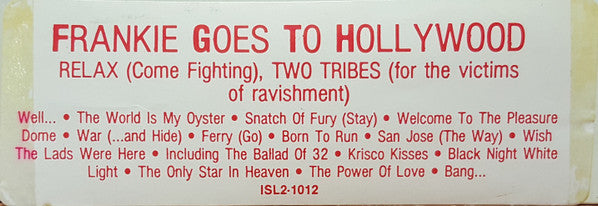 FRANKIE GOES TO HOLLYWOOD
RELAX (Come Fighting), TWO TRIBES (for the victims
of ravishment)
Well... • The World Is My Oyster • Snatch Of Fury (Stay) • Welcome To The Pleasure
Dome • War (...and Hide) • Ferry (Go) • Born To Run • San Jose (The Way) • Wish
The Lads Were Here • Including The Ballad Of 32 • Krisco Kisses • Black Night White
Light • The Only Star In Heaven • The Power Of Love • Bang...
ISL2-1012